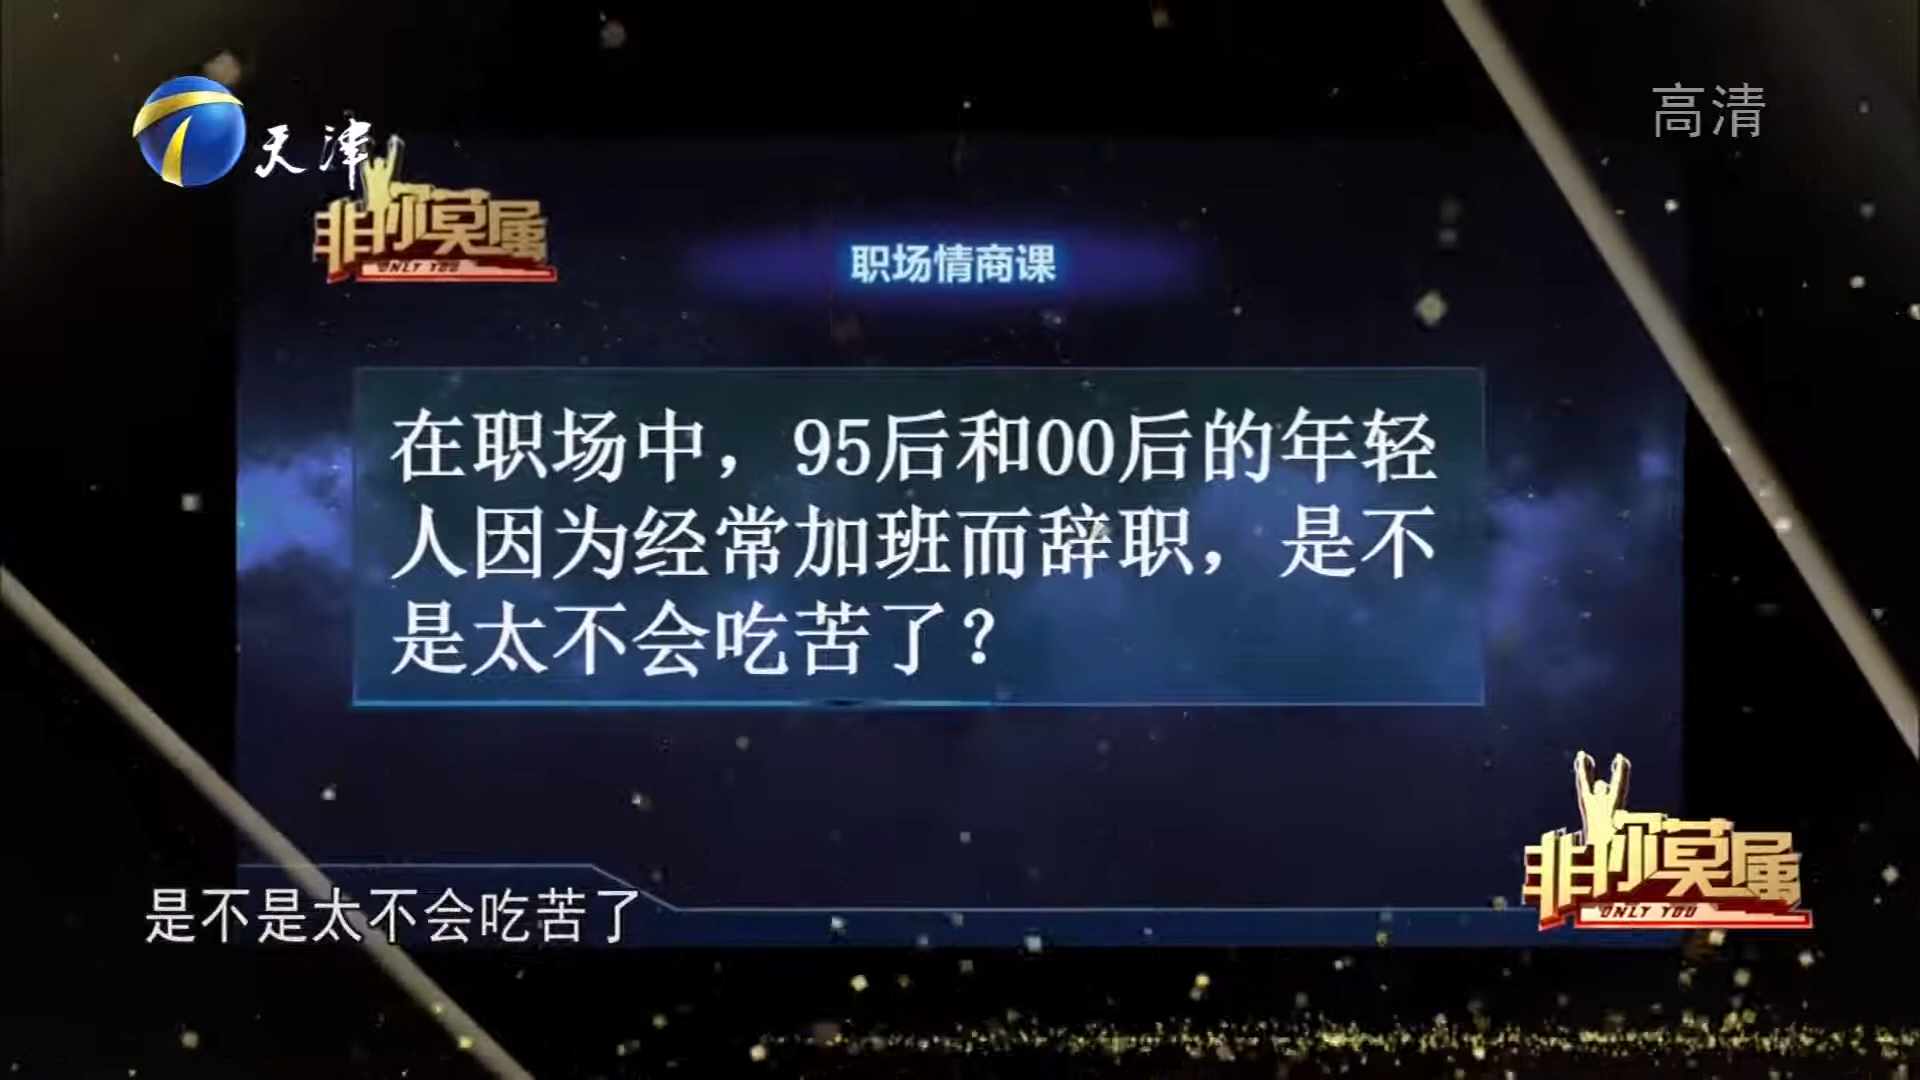 天津
高清
非你莫属
ONLY YOU
职场情商课
在职场中，95后和00后的年轻
人因为经常加班而辞职，是不
是太不会吃苦了？
非你莫属
ONLY YOU
是不是太不会吃苦了